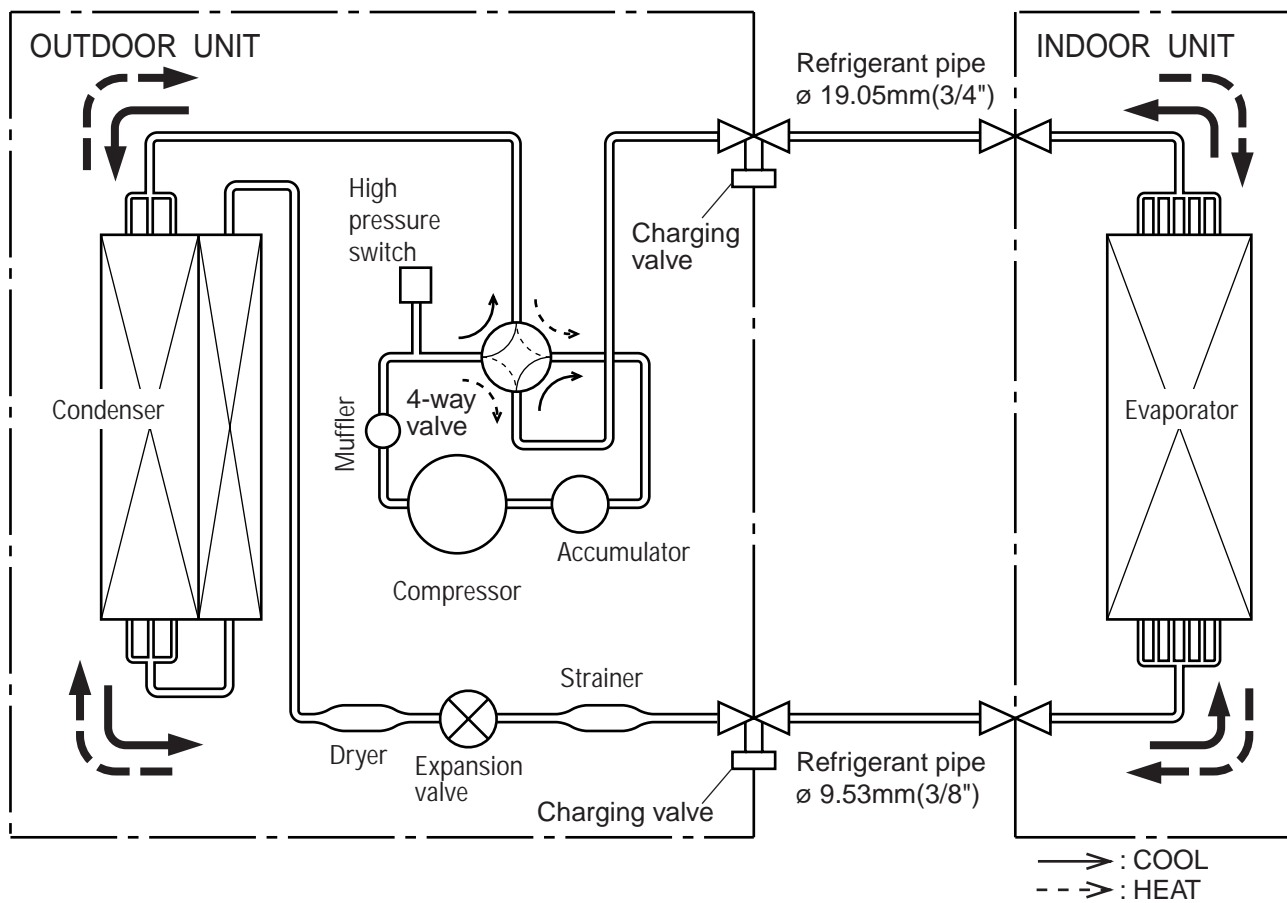 OUTDOOR UNIT
INDOOR UNIT
Refrigerant pipe
ø 19.05mm(3/4")
High
pressure
switch
Charging
valve
Condenser
Muffler
4-way
valve
Evaporator
Accumulator
Compressor
Strainer
Dryer
Expansion
valve
Refrigerant pipe
ø 9.53mm(3/8")
Charging valve
: COOL
: HEAT